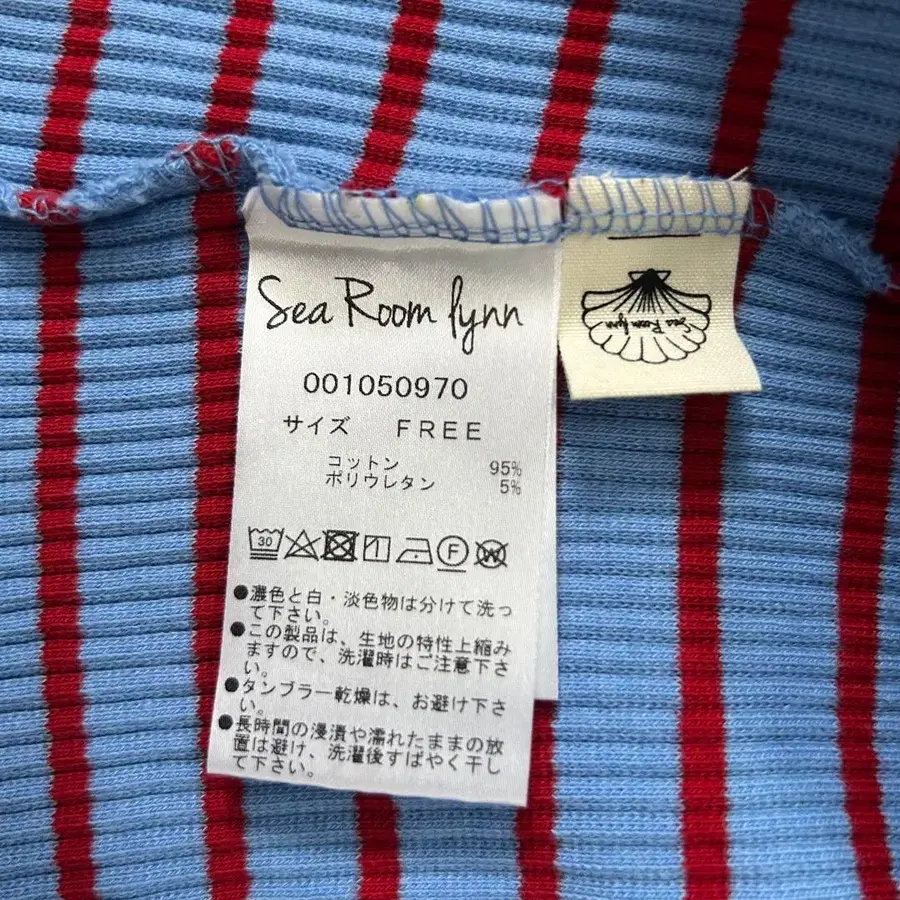 Sea Room lynn
001050970
サイズ FREE
コットン 95%
ポリウレタン 5%
30
F
W
●濃色と白・淡色物は分けて洗っ
て下さい。
●この製品は、生地の特性上縮み
ますので、洗濯時はご注意下さ
い。
●タンブラー乾燥は、お避け下さ
い。
●長時間の浸漬や濡れたままの放
置は避け、洗濯後すばやく干し
て下さい。
Sea Room lynn